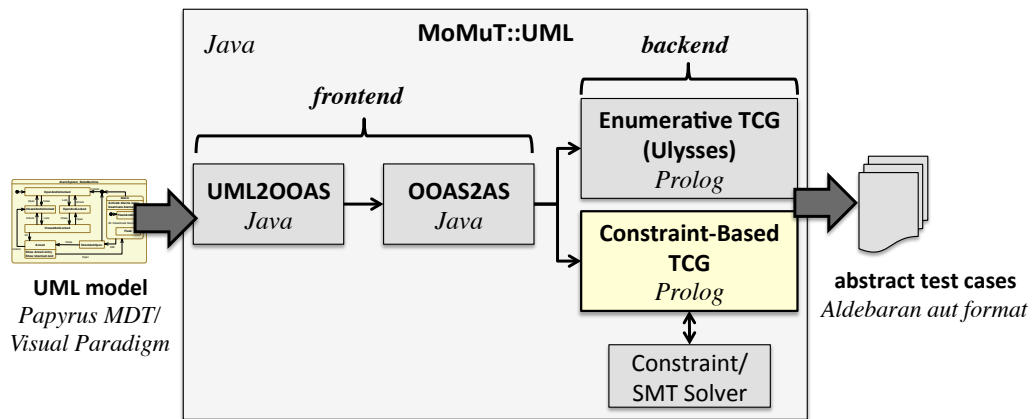 MoMuT::UML
Java
backend
frontend
Enumerative TCG
(Ulysses)
Prolog
UML2OOAS
Java
OOAS2AS
Java
Constraint-Based
TCG
Prolog
UML model
Papyrus MDT/
Visual Paradigm
abstract test cases
Aldebaran aut format
Constraint/
SMT Solver